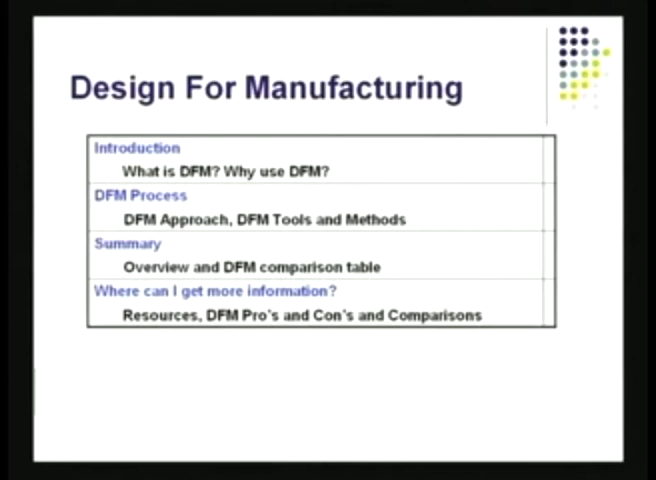 Design For Manufacturing
Introduction
What is DFM? Why use DFM?
DFM Process
DFM Approach, DFM Tools and Methods
Summary
Overview and DFM comparison table
Where can I get more information?
Resources, DFM Pro's and Con's and Comparisons